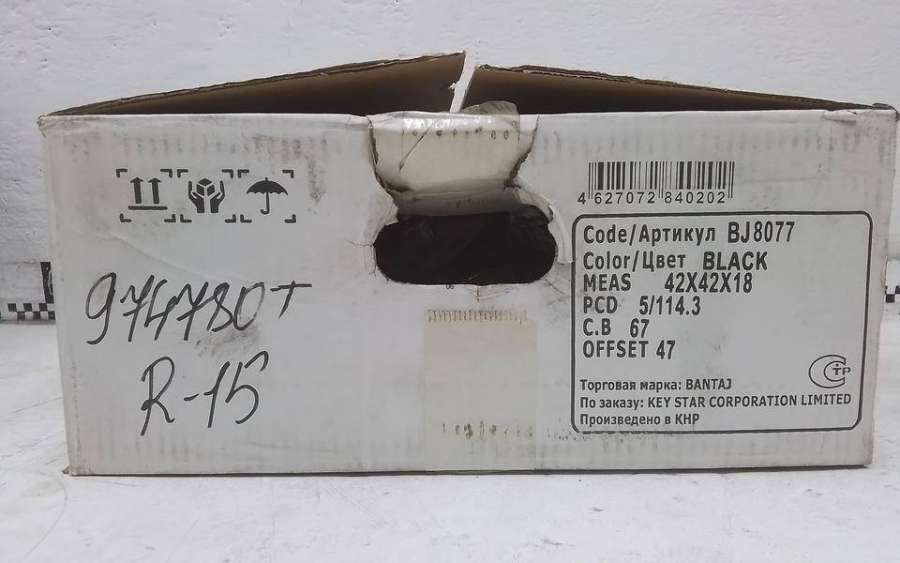 4 627072 840202
Code/Артикул BJ8077
Color/Цвет BLACK
MEAS 42X42X18
PCD 5/114.3
C.B 67
OFFSET 47
СТР
Торговая марка: BANTAJ
По заказу: KEY STAR CORPORATION LIMITED
Произведено в КНР
974780т
R-15